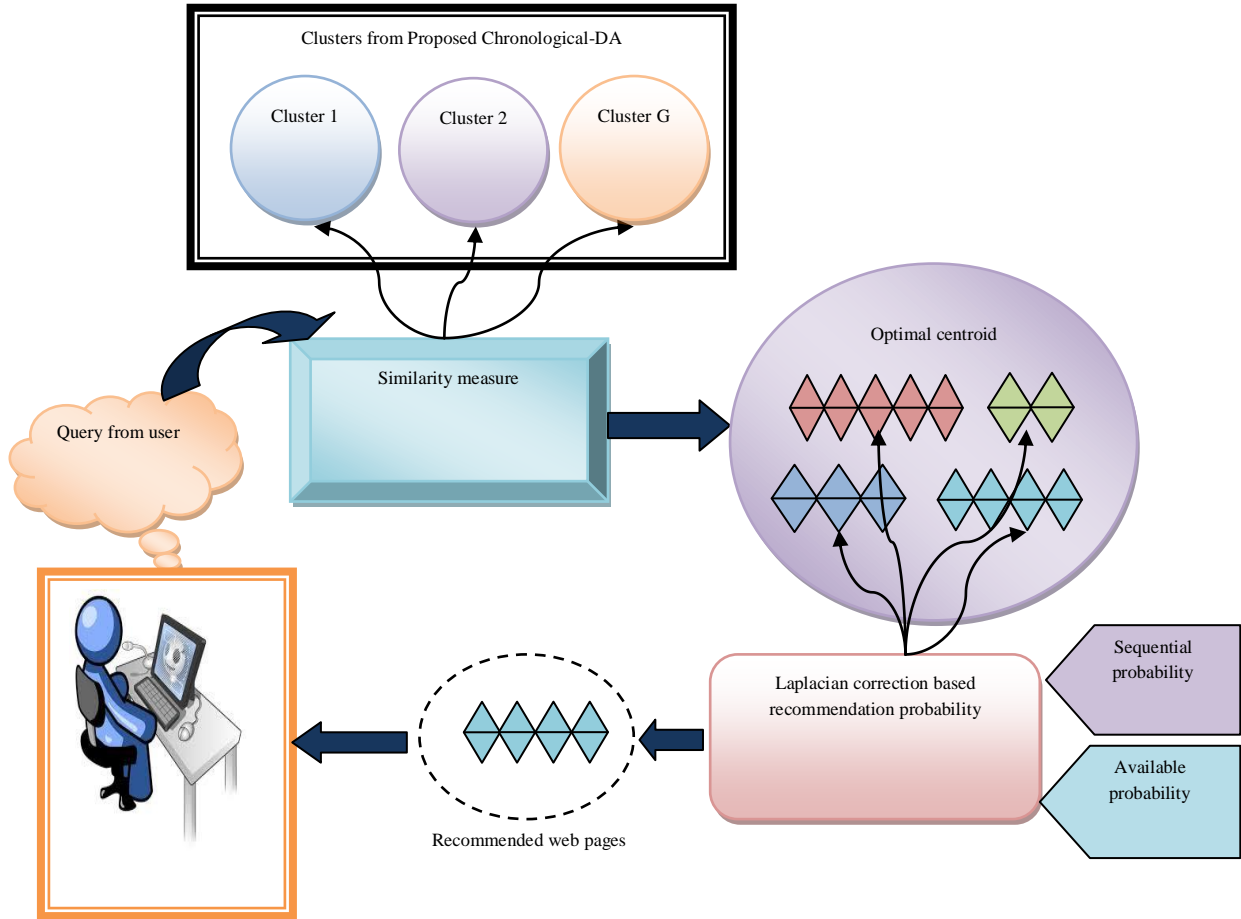 Clusters from Proposed Chronological-DA
Cluster 1
Cluster 2
Cluster G
Optimal centroid
Similarity measure
Query from user
Sequential
probability
Laplacian correction based
recommendation probability
Available
probability
Recommended web pages